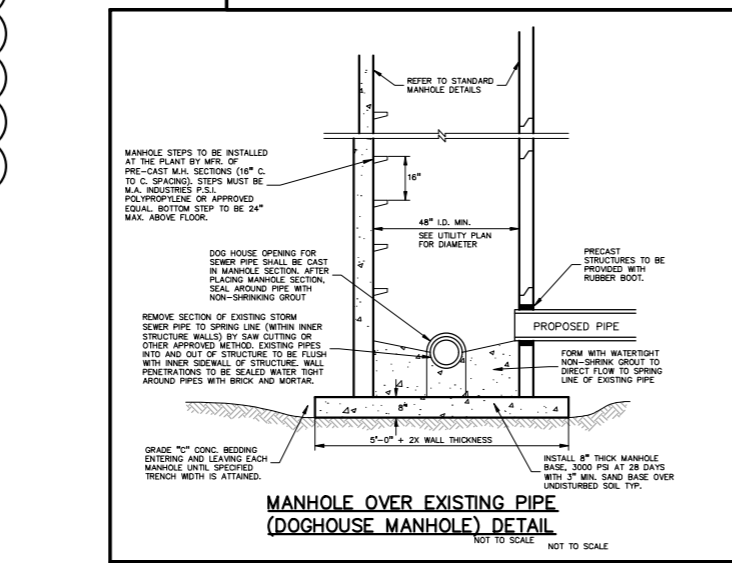 REFER TO STANDARD
MANHOLE DETAILS
MANHOLE STEPS TO BE INSTALLED
AT THE PLANT BY MFR. OF
PRE-CAST M.H. SECTIONS (16" C.
TO C. SPACING). STEPS MUST BE
M.A. INDUSTRIES P.S.I.
POLYPROPYLENE OR APPROVED
EQUAL. BOTTOM STEP TO BE 24"
MAX. ABOVE FLOOR.
16"
48" I.D. MIN.
SEE UTILITY PLAN
FOR DIAMETER
DOG HOUSE OPENING FOR
SEWER PIPE SHALL BE CAST
IN MANHOLE SECTION. AFTER
PLACING MANHOLE SECTION,
SEAL AROUND PIPE WITH
NON-SHRINKING GROUT
PRECAST
STRUCTURES TO BE
PROVIDED WITH
RUBBER BOOT.
REMOVE SECTION OF EXISTING STORM
SEWER PIPE TO SPRING LINE (WITHIN INNER
STRUCTURE WALLS) BY SAW CUTTING OR
OTHER APPROVED METHOD. EXISTING PIPES
INTO AND OUT OF STRUCTURE TO BE FLUSH
WITH INNER SIDEWALL OF STRUCTURE. WALL
PENETRATIONS TO BE SEALED WATER TIGHT
AROUND PIPES WITH BRICK AND MORTAR.
PROPOSED PIPE
FORM WITH WATERTIGHT
NON-SHRINK GROUT TO
DIRECT FLOW TO SPRING
LINE OF EXISTING PIPE
8"
5'-0" + 2X WALL THICKNESS
GRADE "C" CONC. BEDDING
ENTERING AND LEAVING EACH
MANHOLE UNTIL SPECIFIED
TRENCH WIDTH IS ATTAINED.
INSTALL 8" THICK MANHOLE
BASE, 3000 PSI AT 28 DAYS
WITH 3" MIN. SAND BASE OVER
UNDISTURBED SOIL TYP.
MANHOLE OVER EXISTING PIPE
(DOGHOUSE MANHOLE) DETAIL
NOT TO SCALE
NOT TO SCALE